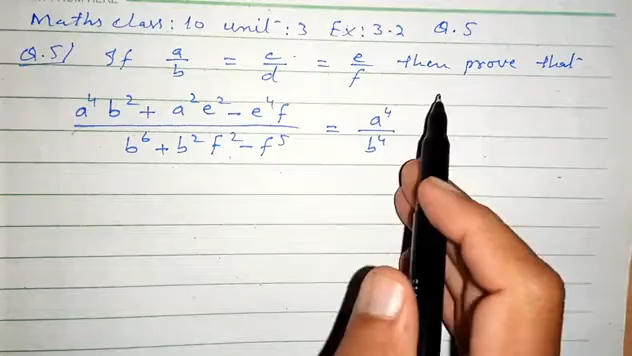 Maths class: 10 unit: 3 Ex: 3.2 Q.5
Q.5/ If a/b = c/d = e/f then prove that
a⁴b² + a²e² - e⁴f / b⁶ + b²f² - f⁵ = a⁴/b⁴